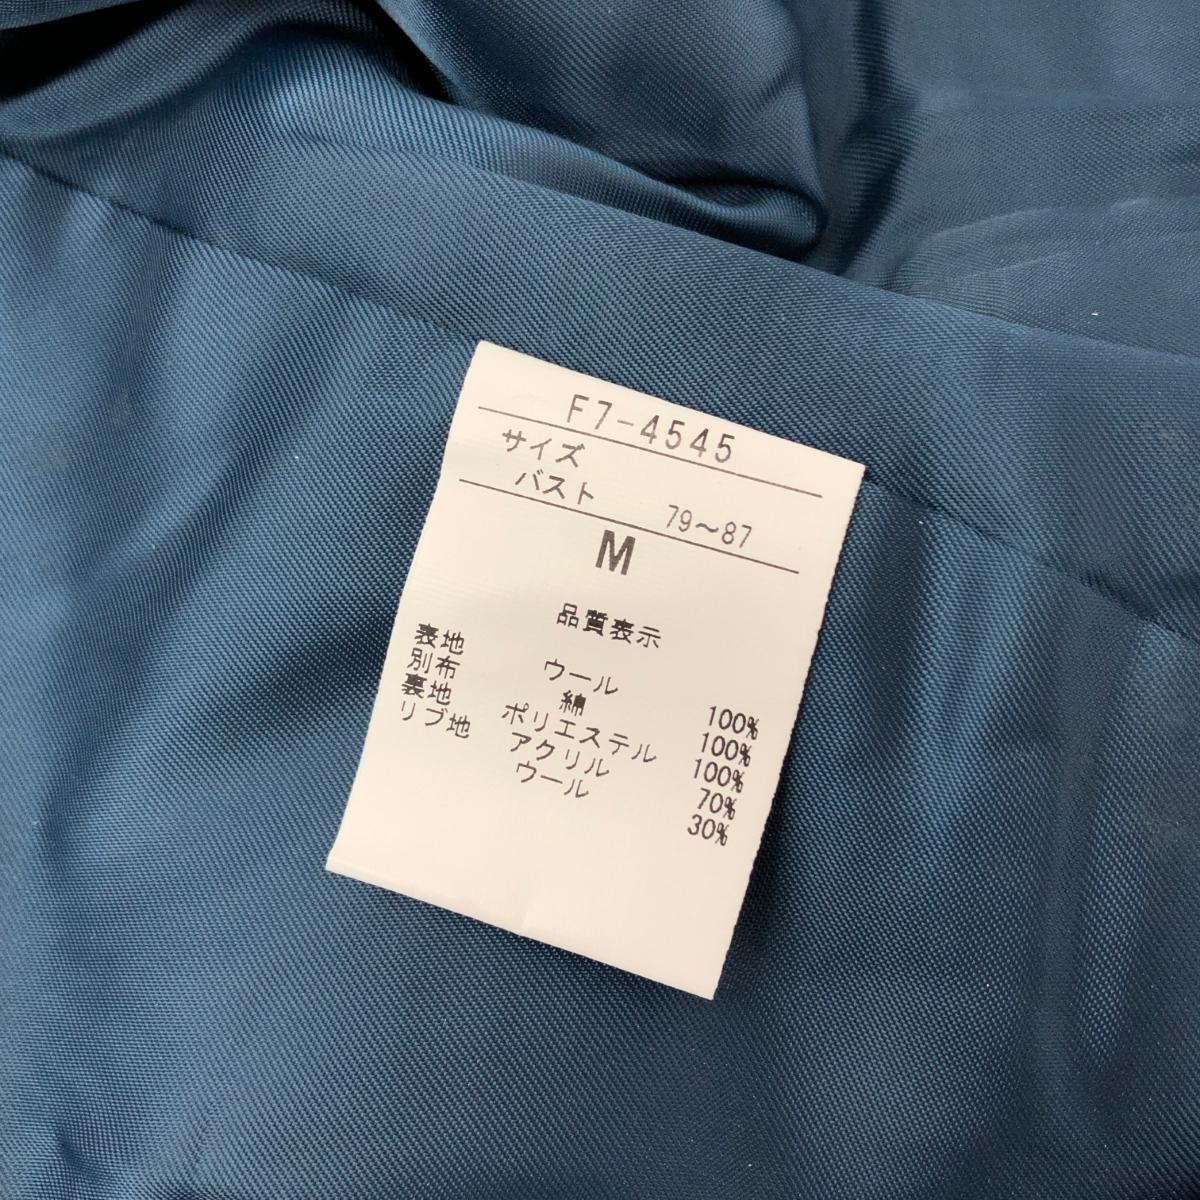 F7-4545
サイズ
バスト 79～87
M
品質表示
表地 ウール 100%
別布 綿 100%
裏地 ポリエステル 100%
リブ地 アクリル 70%
ウール 30%